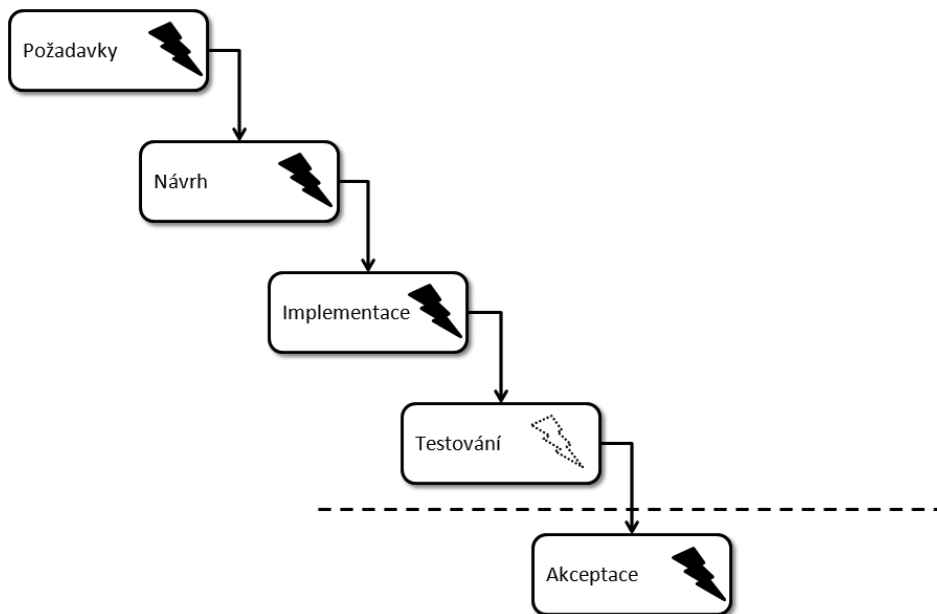 Požadavky
Návrh
Implementace
Testování
Akceptace